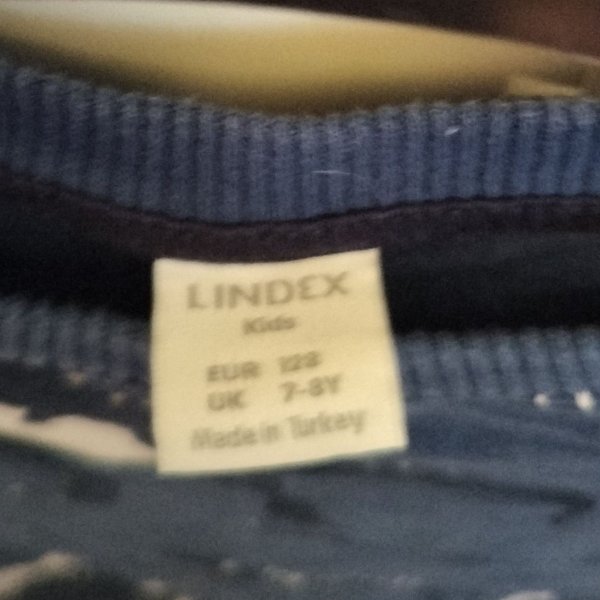 LINDEX
Kids
EUR 128
UK 7-8Y
Made in Turkey